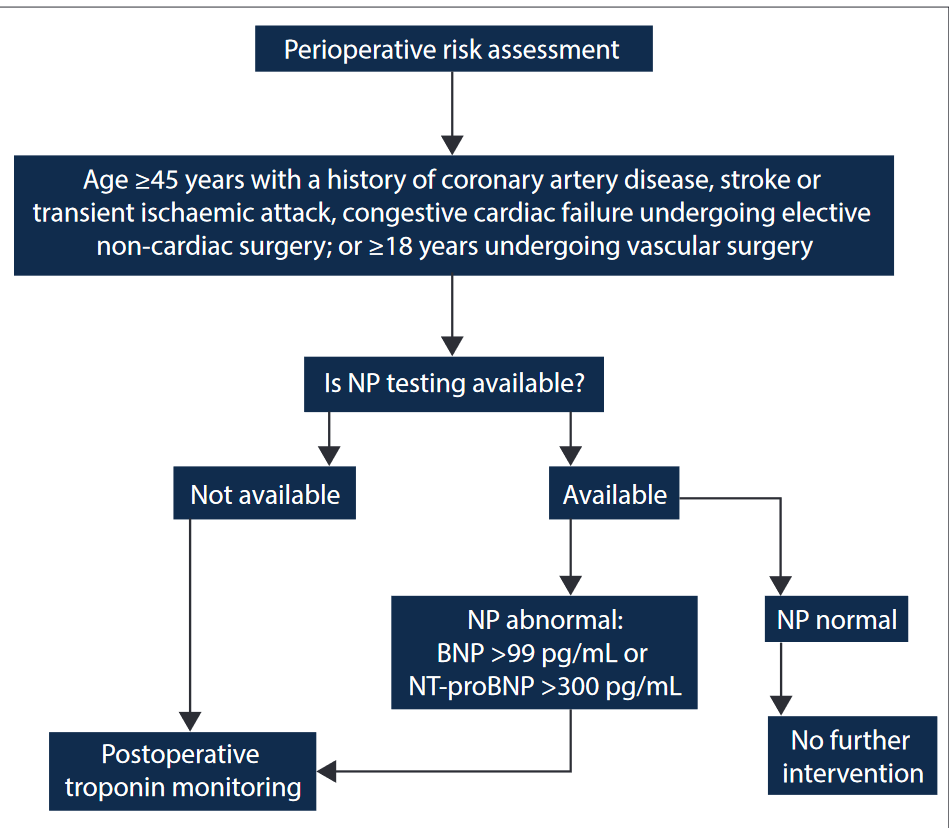 Perioperative risk assessment
Age ≥45 years with a history of coronary artery disease, stroke or
transient ischaemic attack, congestive cardiac failure undergoing elective
non-cardiac surgery; or ≥18 years undergoing vascular surgery
Is NP testing available?
Not available
Available
NP abnormal:
BNP >99 pg/mL or
NT-proBNP >300 pg/mL
NP normal
Postoperative
troponin monitoring
No further
intervention